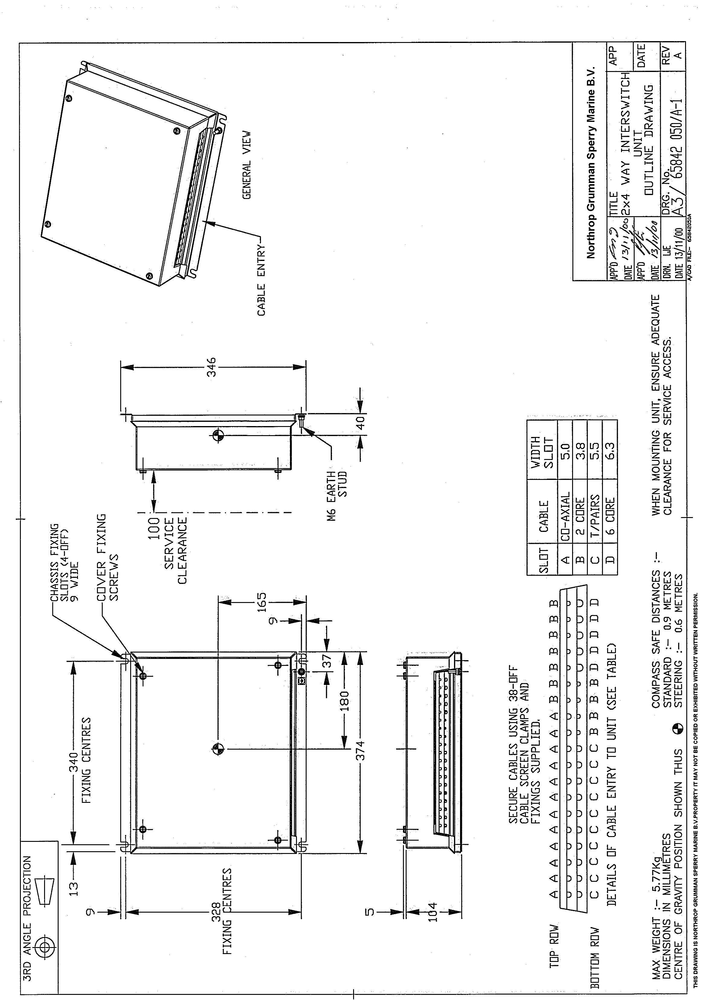 3RD ANGLE PROJECTION
CHASSIS FIXING
SLOTS (4-OFF)
9 WIDE
COVER FIXING
SCREWS
13
340
FIXING CENTRES
9
328
FIXING CENTRES
165
9
37
180
374
100
SERVICE
CLEARANCE
346
40
M6 EARTH
STUD
GENERAL VIEW
CABLE ENTRY
5
104
SECURE CABLES USING 38-OFF
CABLE SCREEN CLAMPS AND
FIXINGS SUPPLIED.
TOP ROW A A A A A A A A A A A A B B B B B B B
BOTTOM ROW C C C C C C C C C C B B B B D D D D D
DETAILS OF CABLE ENTRY TO UNIT (SEE TABLE)
SLOT CABLE WIDTH SLOT
A CO-AXIAL 5.0
B 2 CORE 3.8
C T/PAIRS 5.5
D 6 CORE 6.3
MAX WEIGHT :- 5.77Kg
DIMENSIONS IN MILLIMETRES
CENTRE OF GRAVITY POSITION SHOWN THUS
COMPASS SAFE DISTANCES :-
STANDARD :- 0.9 METRES
STEERING :- 0.6 METRES
WHEN MOUNTING UNIT, ENSURE ADEQUATE
CLEARANCE FOR SERVICE ACCESS.
Northrop Grumman Sperry Marine B.V.
APP'D
DATE 13/11/00
APP'D
DATE 13/11/00
DRN. IJE
DATE 13/11/00
TITLE
2x4 WAY INTERSWITCH
UNIT
OUTLINE DRAWING
APP
DATE
DRG. No.
A3/ 65842 050/A-1
REV
A
A/CAD FILE:- 65842050A
THIS DRAWING IS NORTHROP GRUMMAN SPERRY MARINE B.V.PROPERTY IT MAY NOT BE COPIED OR EXHIBITED WITHOUT WRITTEN PERMISSION.